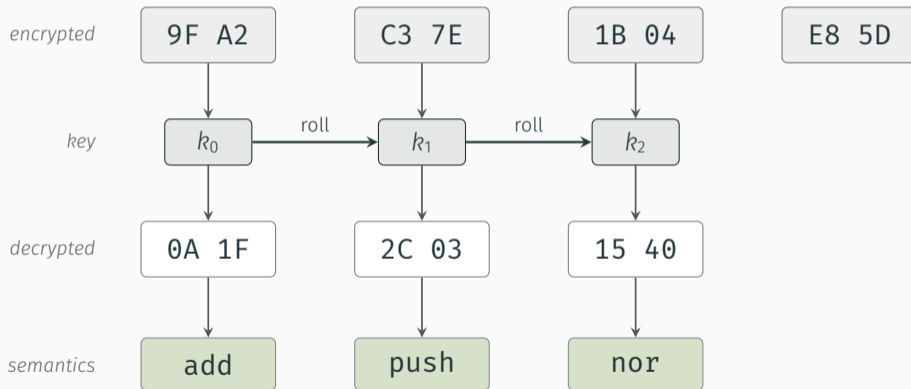 encrypted 9F A2 C3 7E 1B 04 E8 5D
roll roll
key k₀ k₁ k₂
decrypted 0A 1F 2C 03 15 40
semantics add push nor